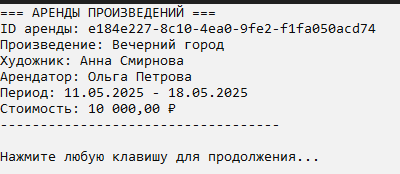 === АРЕНДЫ ПРОИЗВЕДЕНИЙ ===
ID аренды: e184e227-8c10-4ea0-9fe2-f1fa050acd74
Произведение: Вечерний город
Художник: Анна Смирнова
Арендатор: Ольга Петрова
Период: 11.05.2025 - 18.05.2025
Стоимость: 10 000,00 ₽
-----------------------------------
Нажмите любую клавишу для продолжения...